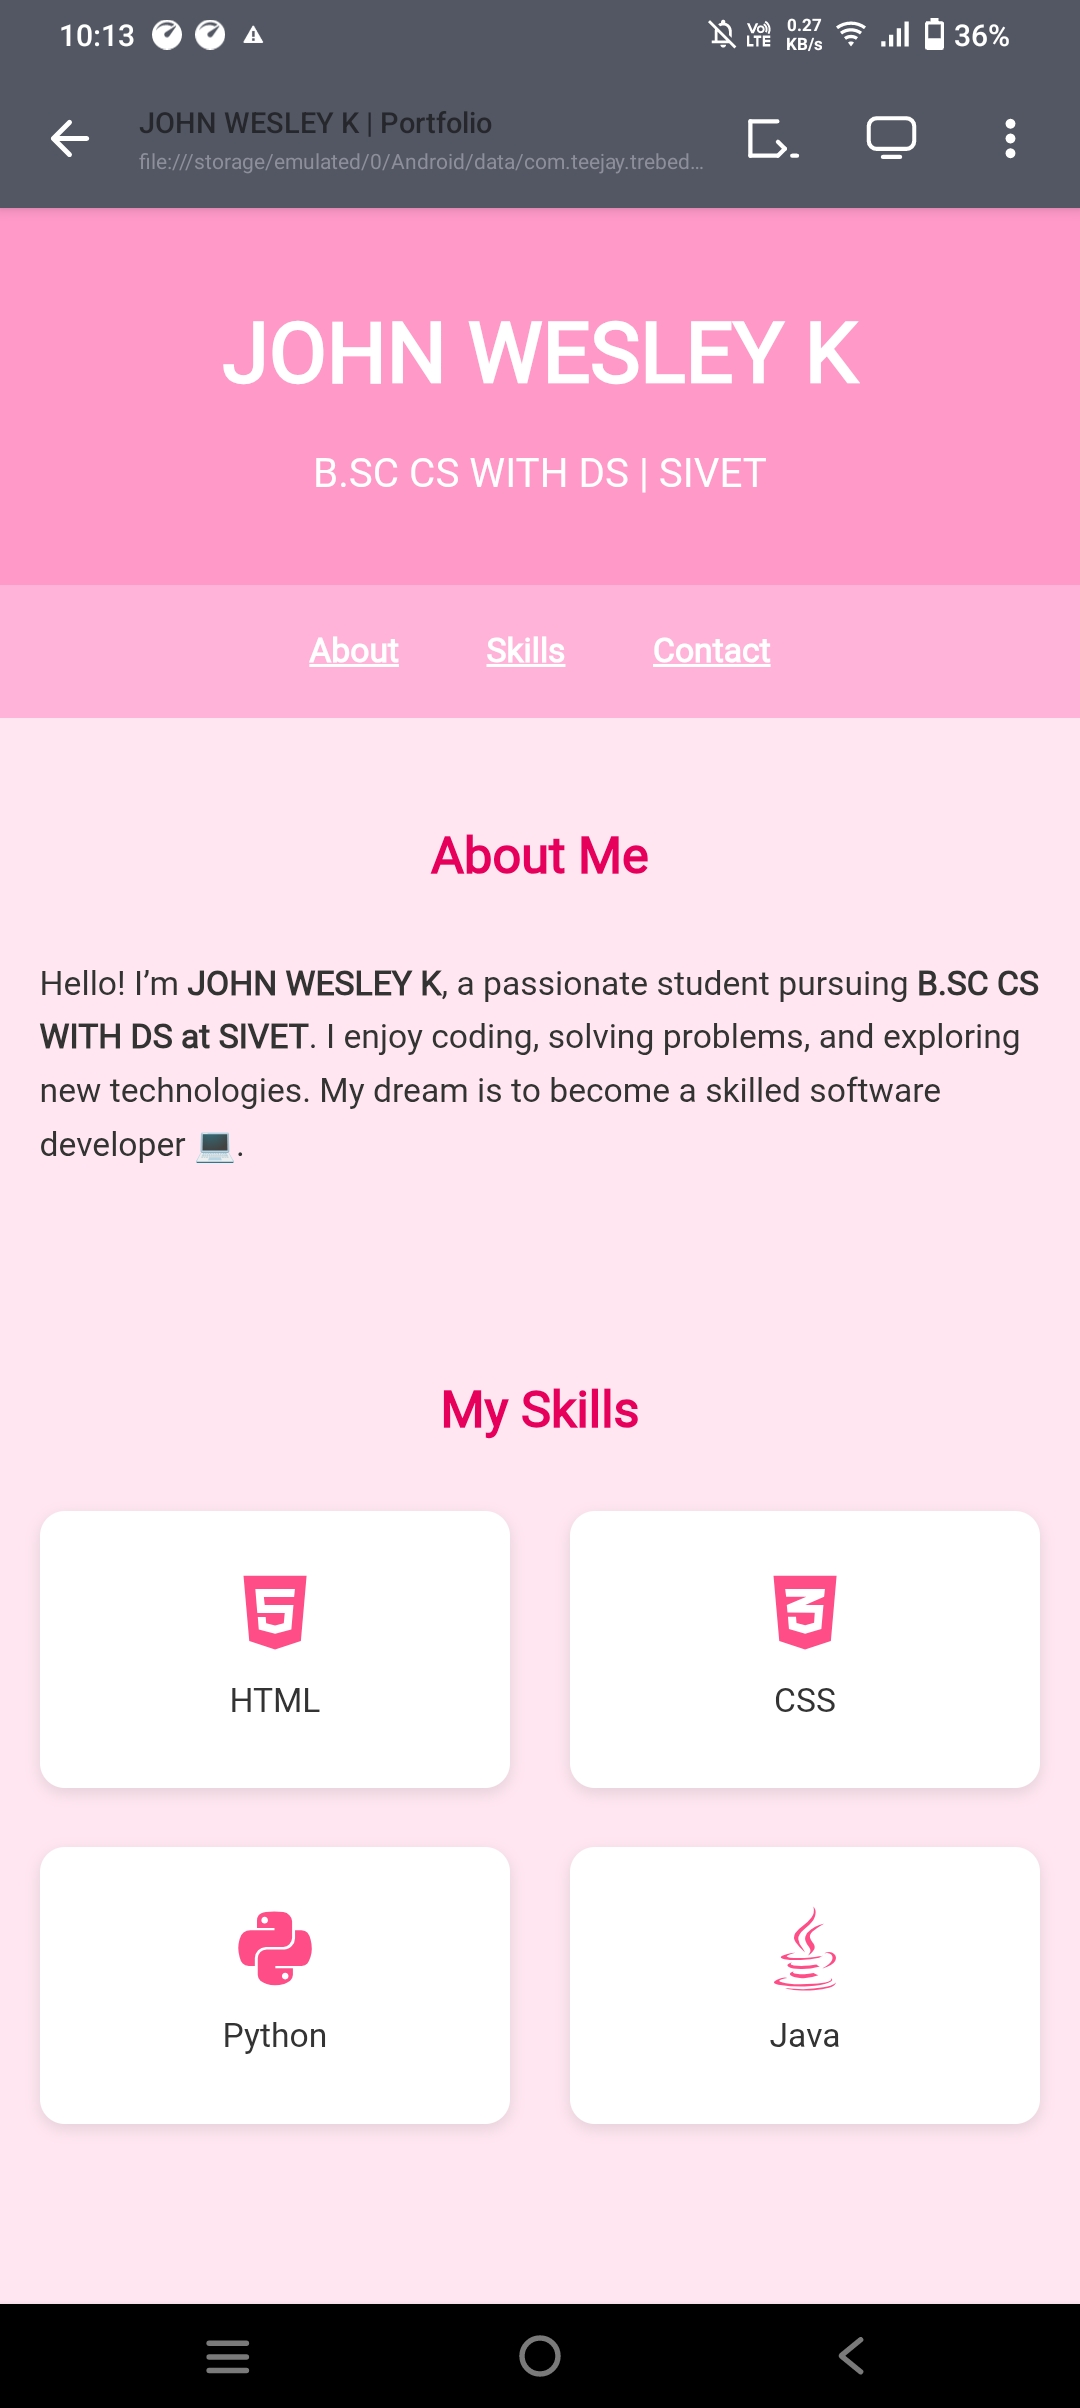 10:13
Vo))
LTE
0.27
KB/s
36%
JOHN WESLEY K | Portfolio
file:///storage/emulated/0/Android/data/com.teejay.trebed...
JOHN WESLEY K
B.SC CS WITH DS | SIVET
About Skills Contact
About Me
Hello! I’m JOHN WESLEY K, a passionate student pursuing B.SC CS
WITH DS at SIVET. I enjoy coding, solving problems, and exploring
new technologies. My dream is to become a skilled software
developer 💻.
My Skills
HTML
CSS
Python
Java